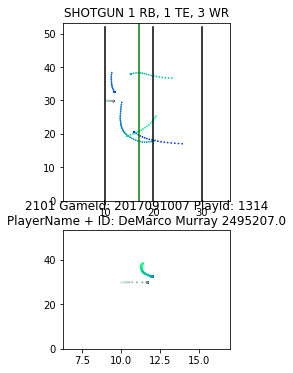 SHOTGUN 1 RB, 1 TE, 3 WR
50
40
30
20
10
0
10 20 30
2101 GameId: 2017091007 PlayId: 1314
PlayerName + ID: DeMarco Murray 2495207.0
40
20
0
7.5 10.0 12.5 15.0